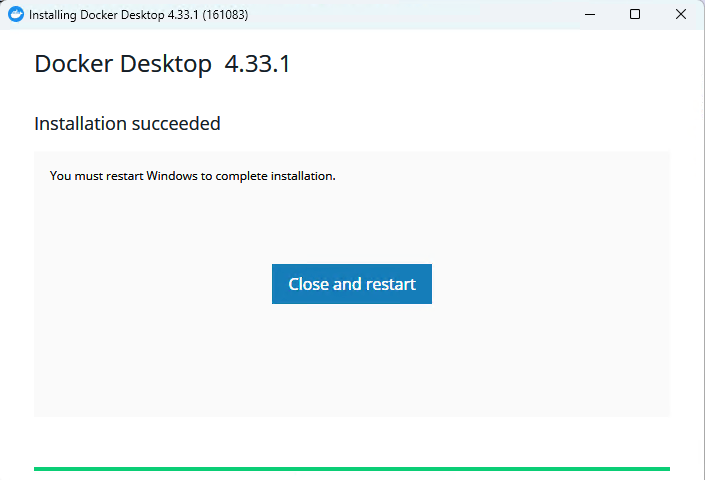 Installing Docker Desktop 4.33.1 (161083)
Docker Desktop 4.33.1
Installation succeeded
You must restart Windows to complete installation.
Close and restart